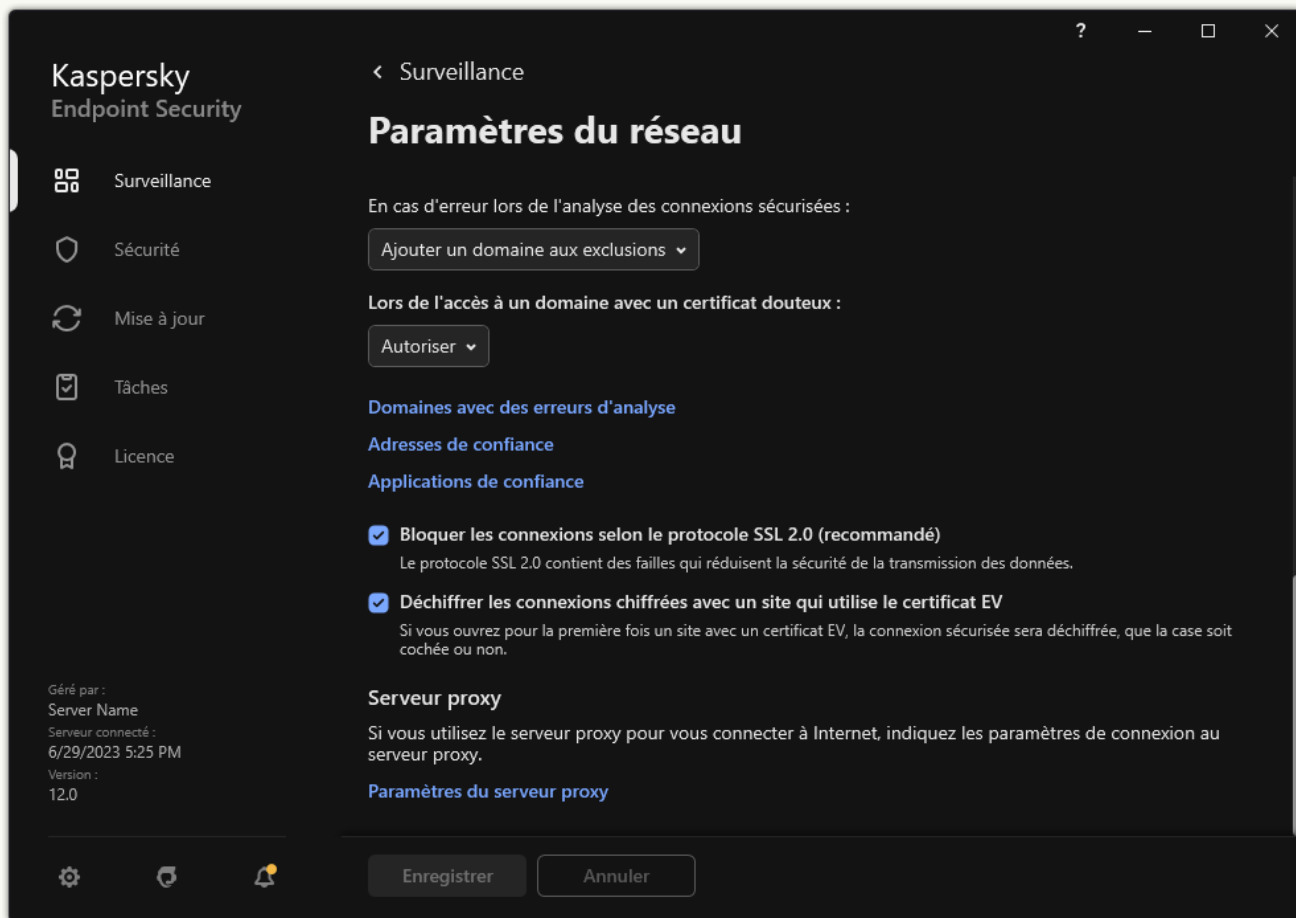 ?
Kaspersky
Endpoint Security
Surveillance
Sécurité
Mise à jour
Tâches
Licence
Géré par :
Server Name
Serveur connecté :
6/29/2023 5:25 PM
Version :
12.0
Surveillance
Paramètres du réseau
En cas d'erreur lors de l'analyse des connexions sécurisées :
Ajouter un domaine aux exclusions
Lors de l'accès à un domaine avec un certificat douteux :
Autoriser
Domaines avec des erreurs d'analyse
Adresses de confiance
Applications de confiance
Bloquer les connexions selon le protocole SSL 2.0 (recommandé)
Le protocole SSL 2.0 contient des failles qui réduisent la sécurité de la transmission des données.
Déchiffrer les connexions chiffrées avec un site qui utilise le certificat EV
Si vous ouvrez pour la première fois un site avec un certificat EV, la connexion sécurisée sera déchiffrée, que la case soit
cochée ou non.
Serveur proxy
Si vous utilisez le serveur proxy pour vous connecter à Internet, indiquez les paramètres de connexion au
serveur proxy.
Paramètres du serveur proxy
Enregistrer
Annuler